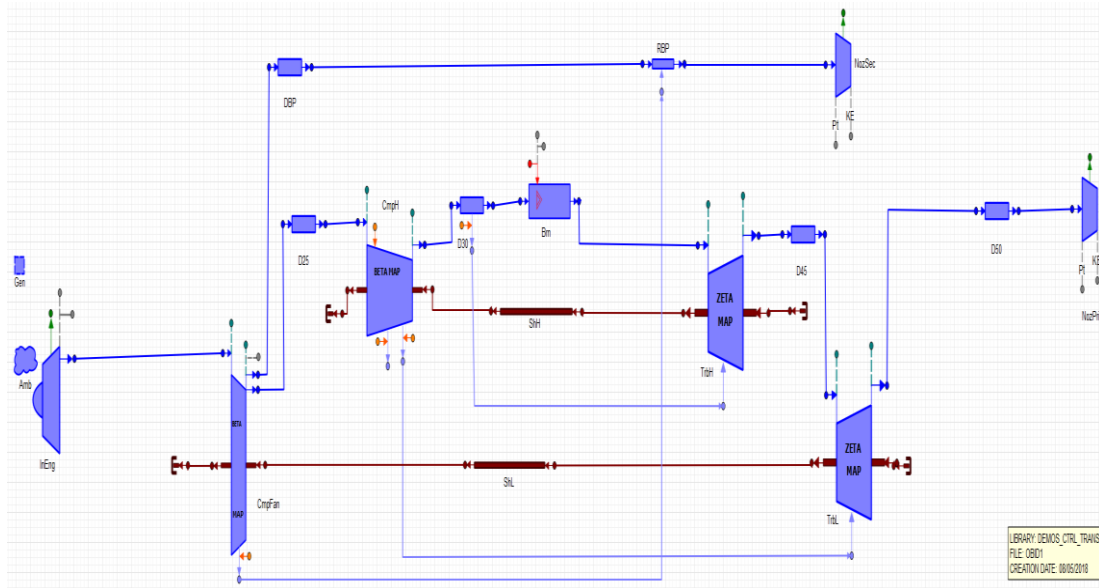 RBP
NozSec
DBP
Pt
KE
CmpH
D25
D30
Brn
D45
D50
Gen
BETA MAP
ZETA
MAP
ShH
Pt
KE
NozPri
Amb
TrbH
InEng
BETA
MAP
CmpFan
ShL
ZETA
MAP
TrbL
LIBRARY: DEMOS_CTRL_TRANS
FILE: OBID1
CREATION DATE: 08/05/2018